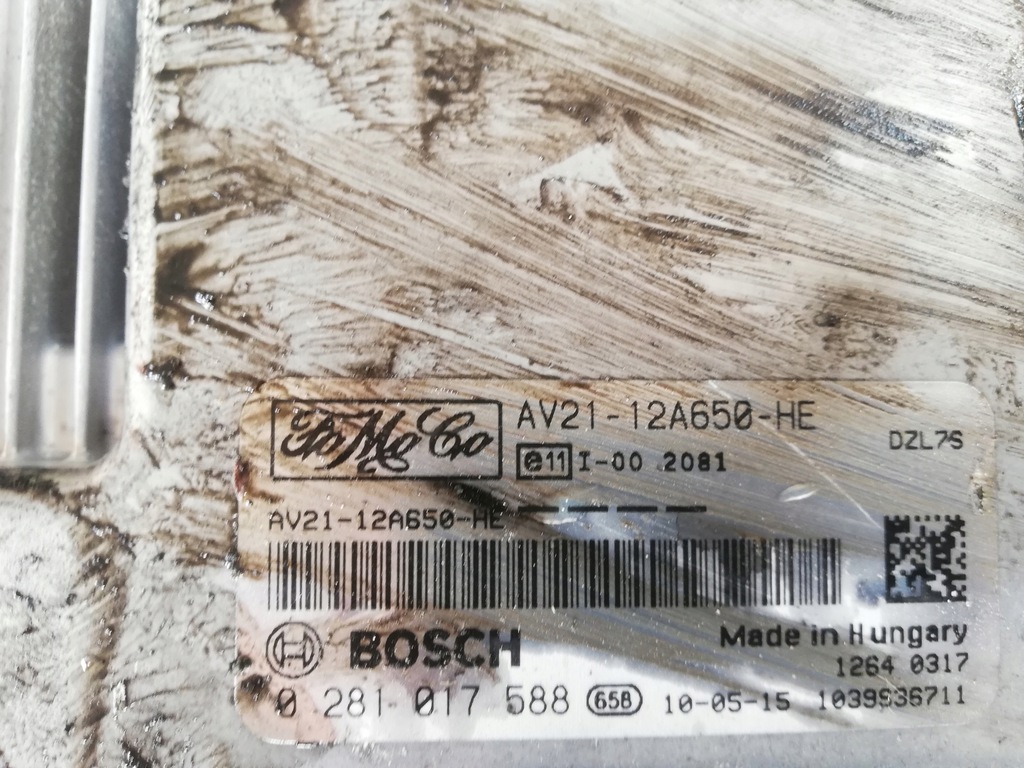 FoMoCo AV21-12A650-HE
DZL7S
e11 I-00 2081
AV21-12A650-HE
BOSCH
Made in Hungary
1264 0317
0 281 017 588 65B 10-05-15 1039S36711